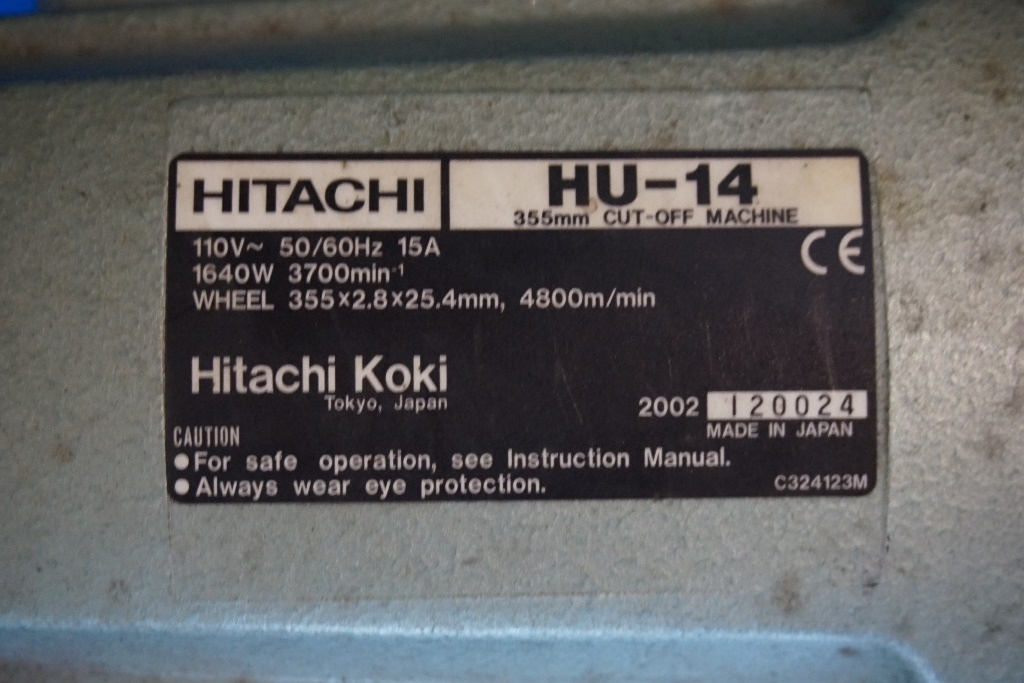 HITACHI
HU-14
355mm CUT-OFF MACHINE
110V~ 50/60Hz 15A
1640W 3700min⁻¹
WHEEL 355×2.8×25.4mm, 4800m/min
CE
Hitachi Koki
Tokyo, Japan
2002 120024
MADE IN JAPAN
CAUTION
●For safe operation, see Instruction Manual.
●Always wear eye protection.
C324123M